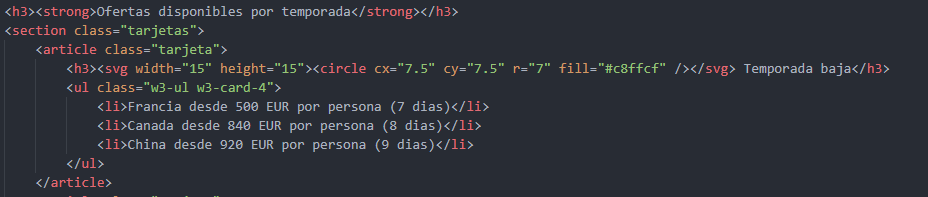 <h3><strong>Ofertas disponibles por temporada</strong></h3>
<section class="tarjetas">
<article class="tarjeta">
<h3><svg width="15" height="15"><circle cx="7.5" cy="7.5" r="7" fill="#c8ffcf" /></svg> Temporada baja</h3>
<ul class="w3-ul w3-card-4">
<li>Francia desde 500 EUR por persona (7 dias)</li>
<li>Canada desde 840 EUR por persona (8 dias)</li>
<li>China desde 920 EUR por persona (9 dias)</li>
</ul>
</article>